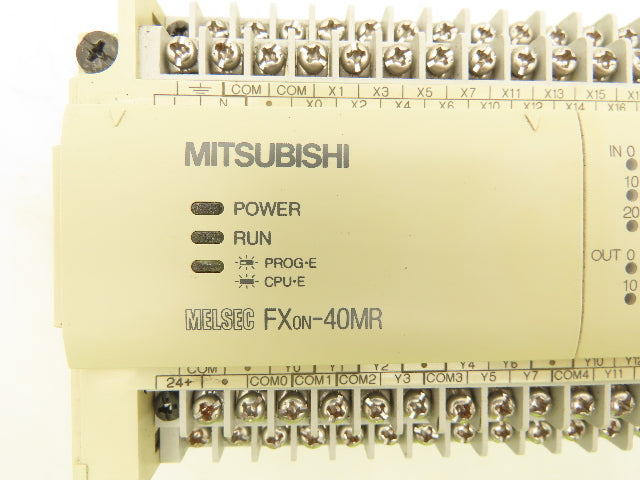 COM COM X1 X3 X5 X7 X11 X13 X15
N • X0 X2 X4 X6 X10 X12 X14 X16
MITSUBISHI
IN 0
10
20
POWER
RUN
PROG•E
CPU•E
OUT 0
10
MELSEC FX0N-40MR
COM • Y0 Y1 Y2 • Y4 Y6 • Y10 Y12
24+ • COM0 COM1 COM2 Y3 COM3 Y5 Y7 COM4 Y11